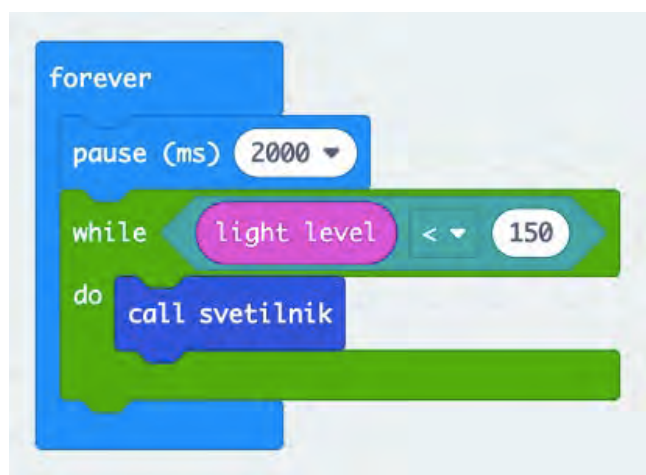 forever
pause (ms) 2000
while light level < 150
do
call svetilnik